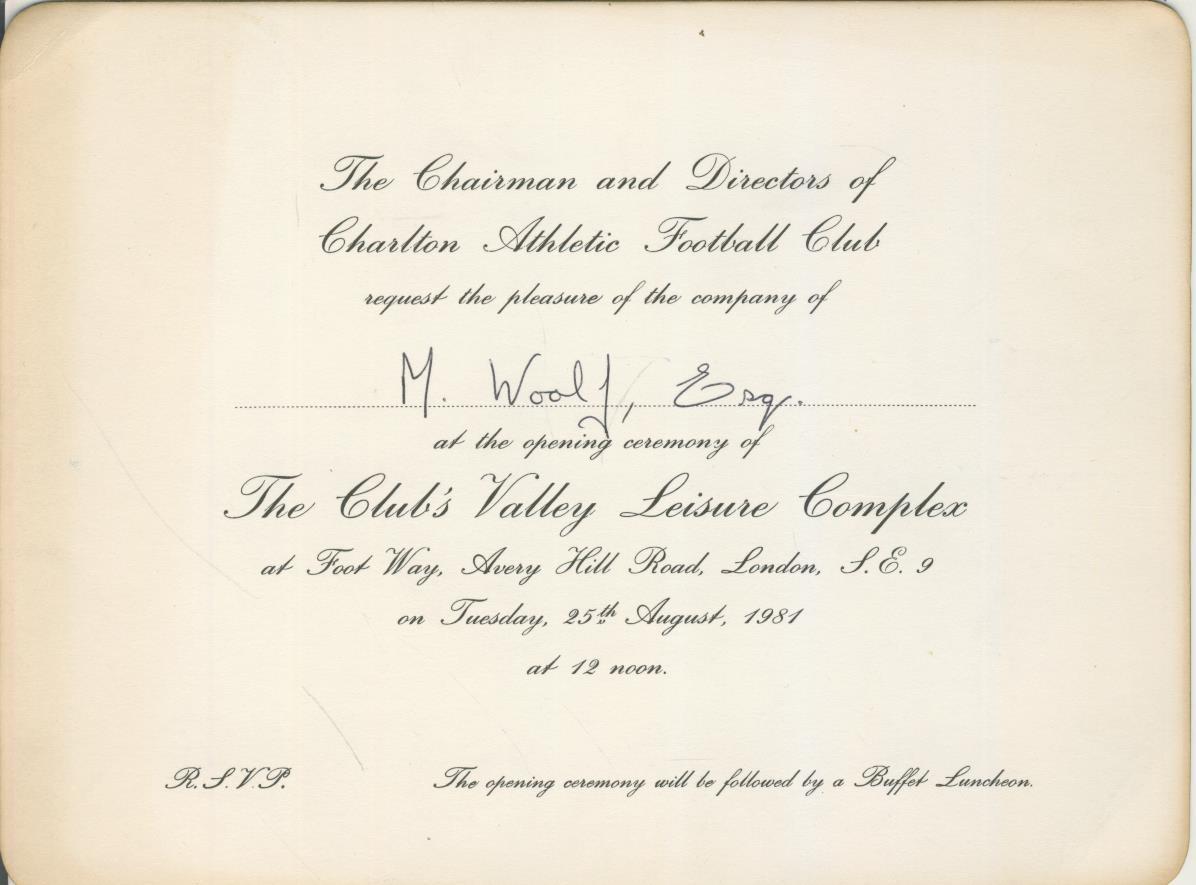 The Chairman and Directors of
Charlton Athletic Football Club
request the pleasure of the company of
M. Woolf, Esq.
at the opening ceremony of
The Club's Valley Leisure Complex
at Foot Way, Avery Hill Road, London, S.E. 9
on Tuesday, 25th August, 1981
at 12 noon.
R.S.V.P.
The opening ceremony will be followed by a Buffet Luncheon.